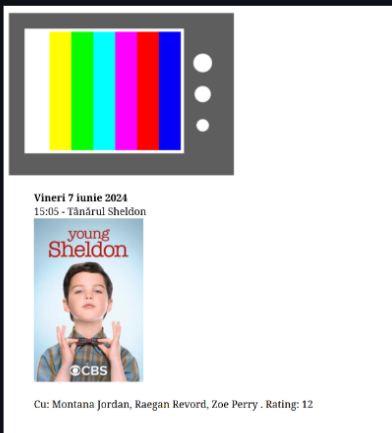 Vineri 7 iunie 2024
15:05 - Tânărul Sheldon
young
Sheldon
CBS
Cu: Montana Jordan, Raegan Revord, Zoe Perry . Rating: 12